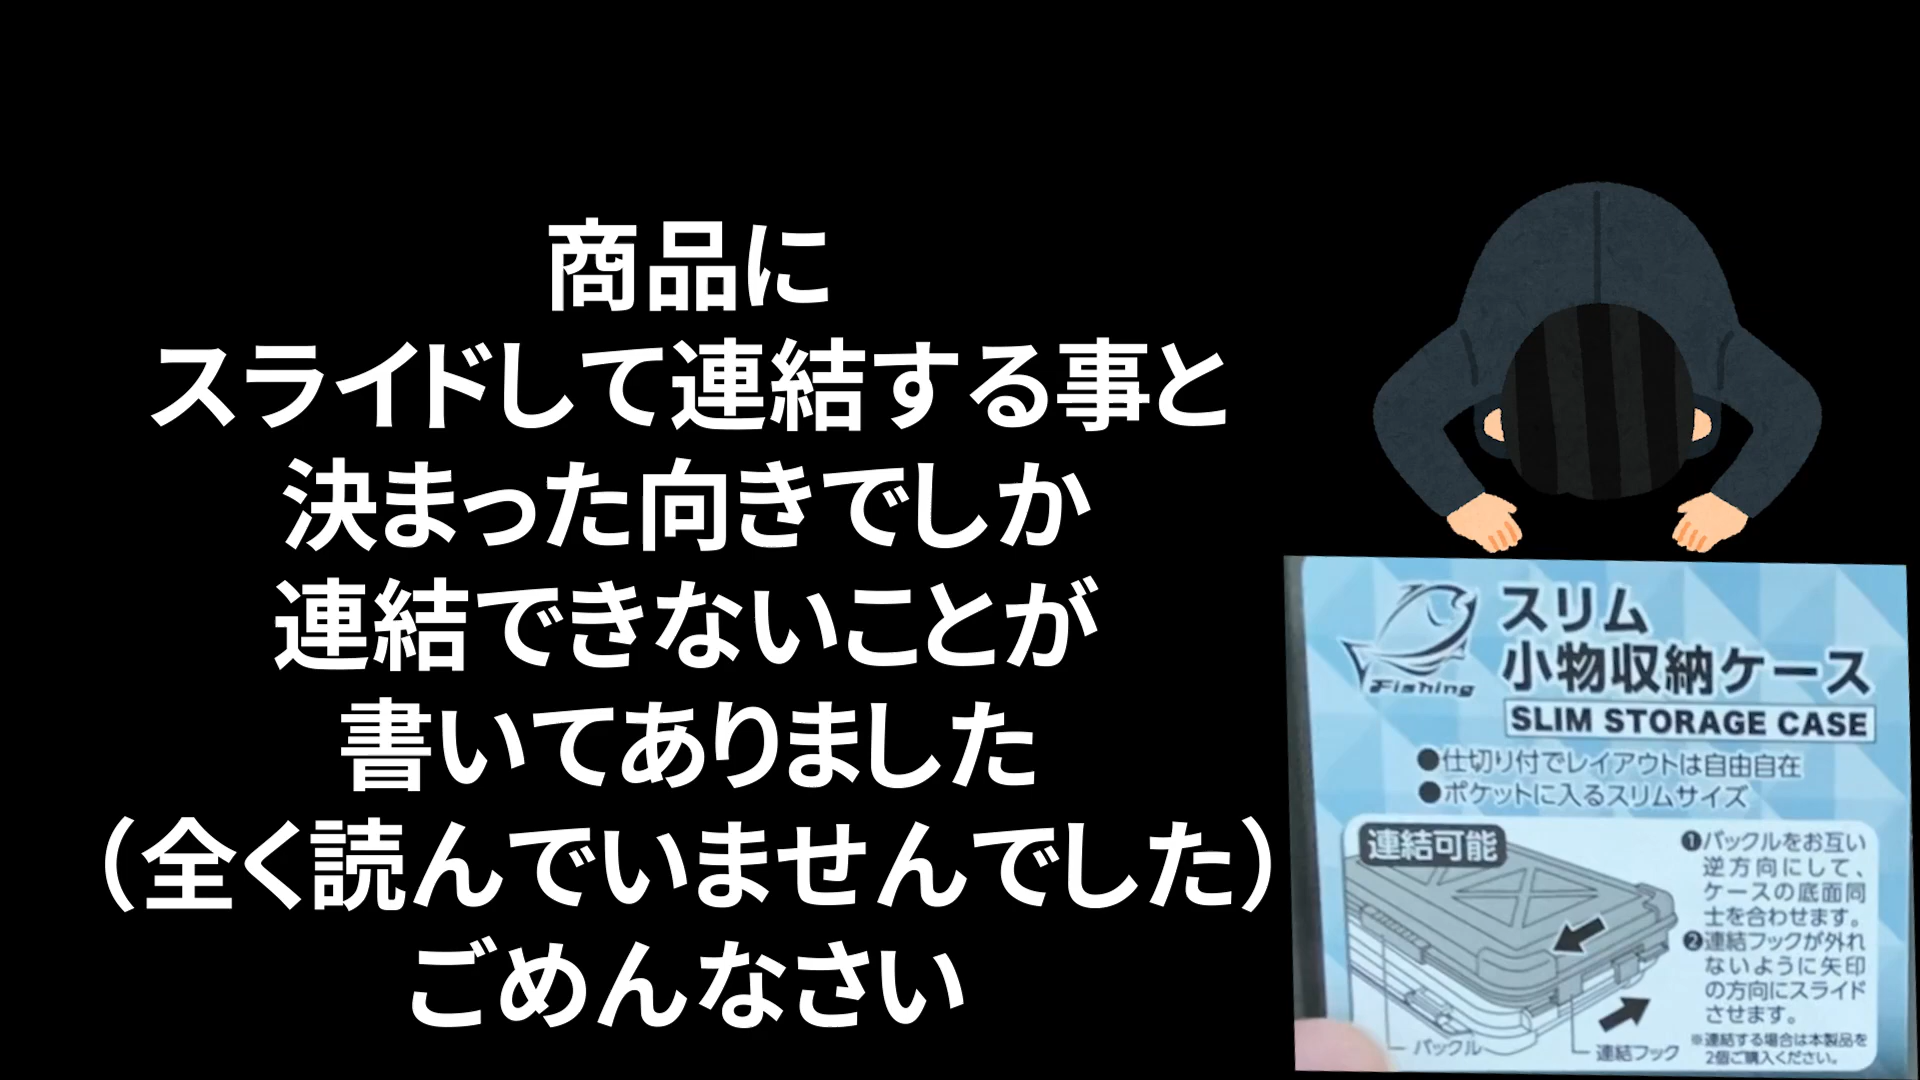 商品に
スライドして連結する事と
決まった向きでしか
連結できないことが
書いてありました
（全く読んでいませんでした）
ごめんなさい
Fishing
スリム
小物収納ケース
SLIM STORAGE CASE
●仕切り付でレイアウトは自由自在
●ポケットに入るスリムサイズ
連結可能
❶バックルをお互い
逆方向にして、
ケースの底面同
士を合わせます。
❷連結フックが外れ
ないように矢印
の方向にスライド
させます。
※連結する場合は本製品を
2個ご購入ください。
バックル
連結フック